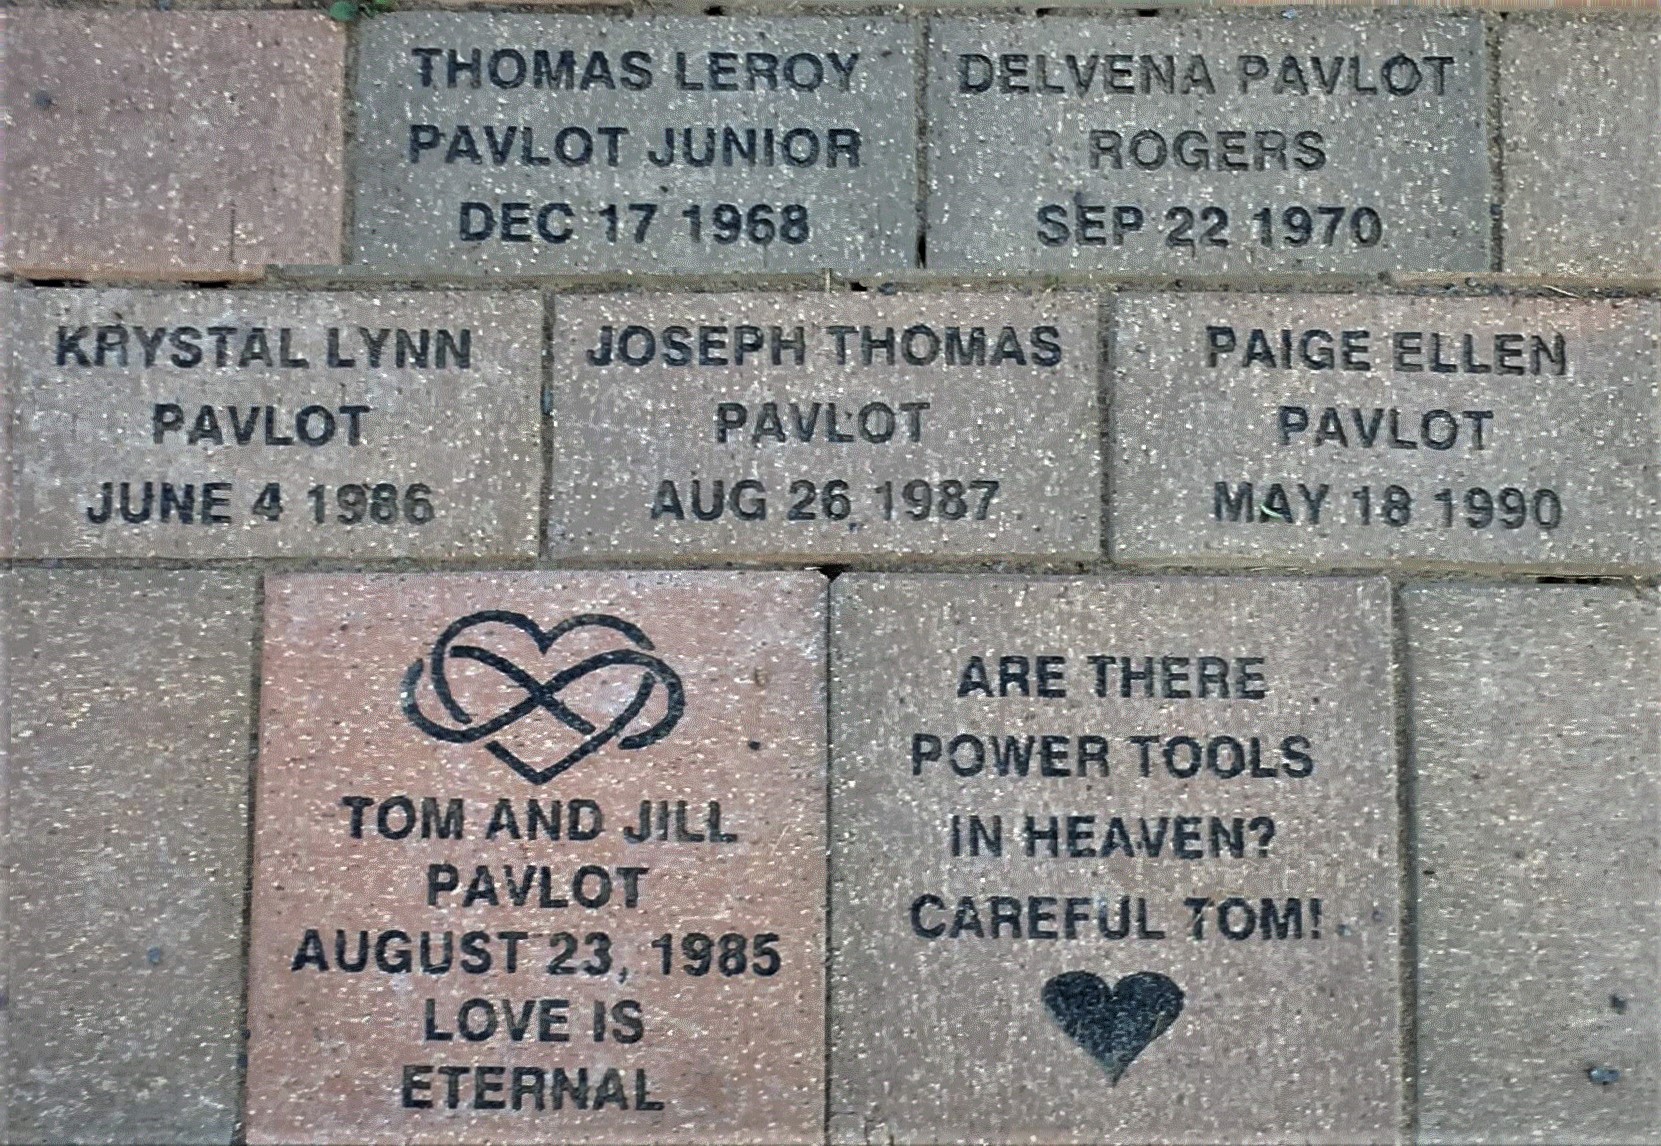 THOMAS LEROY
PAVLOT JUNIOR
DEC 17 1968
DELVENA PAVLOT
ROGERS
SEP 22 1970
KRYSTAL LYNN
PAVLOT
JUNE 4 1986
JOSEPH THOMAS
PAVLOT
AUG 26 1987
PAIGE ELLEN
PAVLOT
MAY 18 1990
TOM AND JILL
PAVLOT
AUGUST 23, 1985
LOVE IS
ETERNAL
ARE THERE
POWER TOOLS
IN HEAVEN?
CAREFUL TOM!